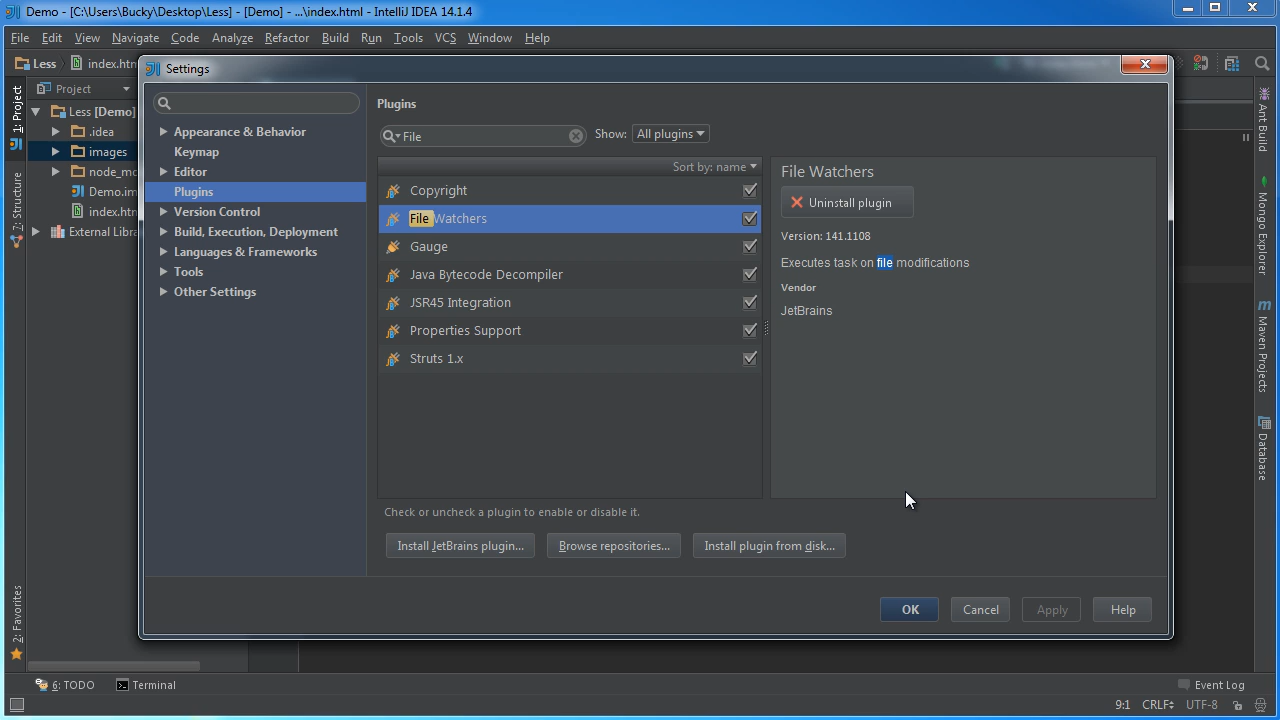 Demo - [C:\Users\Bucky\Desktop\Less] - [Demo] - ...\index.html - IntelliJ IDEA 14.1.4
File Edit View Navigate Code Analyze Refactor Build Run Tools VCS Window Help
Less index.htm
Settings
1: Project
7: Structure
2: Favorites
Project
Less [Demo]
.idea
images
node_mo
Demo.im
index.htm
External Libra
Appearance & Behavior
Keymap
Editor
Plugins
Version Control
Build, Execution, Deployment
Languages & Frameworks
Tools
Other Settings
Plugins
File
Show: All plugins
Sort by: name
Copyright
File Watchers
Gauge
Java Bytecode Decompiler
JSR45 Integration
Properties Support
Struts 1.x
File Watchers
Uninstall plugin
Version: 141.1108
Executes task on file modifications
Vendor
JetBrains
Check or uncheck a plugin to enable or disable it.
Install JetBrains plugin... Browse repositories... Install plugin from disk...
OK Cancel Apply Help
Ant Build
Memory Explorer
m Maven Projects
Database
6: TODO Terminal Event Log
9:1 CRLF UTF-8